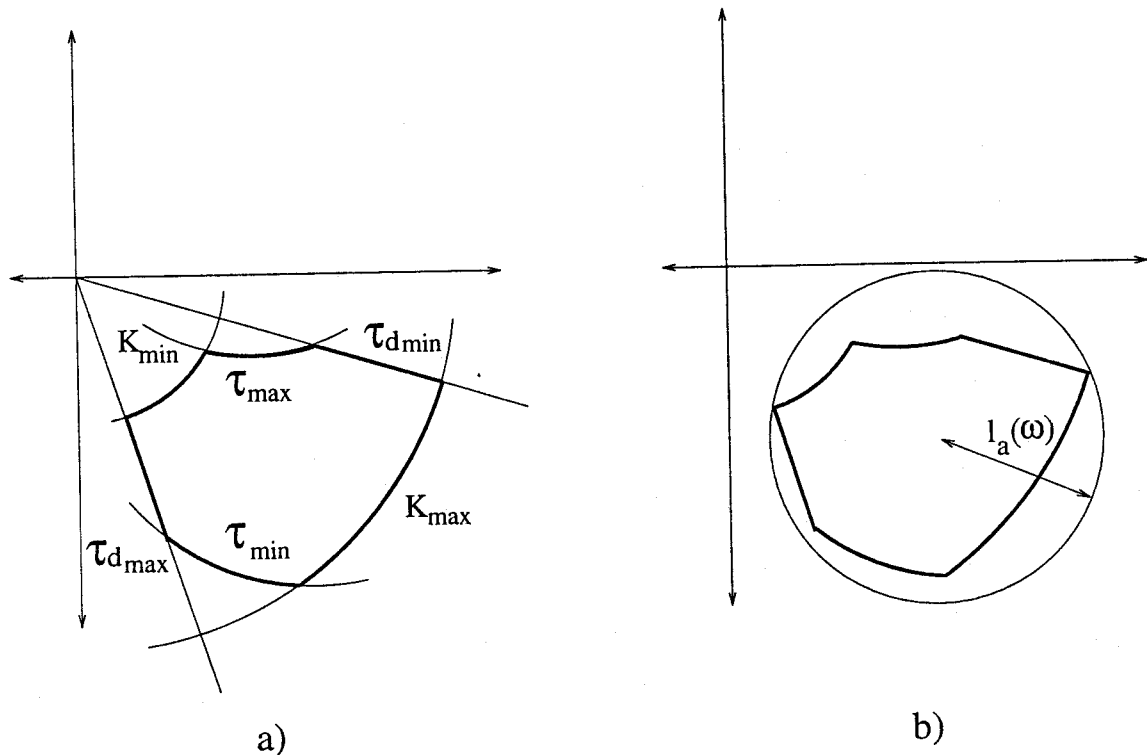 K_min
τ_max
τ_d_min
K_max
τ_min
τ_d_max
a)
l_a(ω)
b)